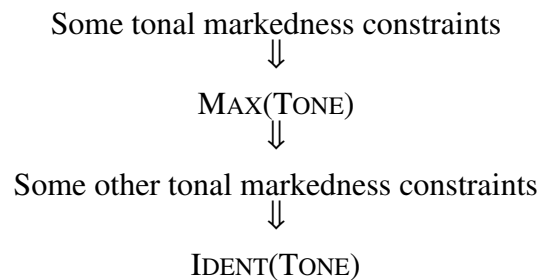 Some tonal markedness constraints
⇓
MAX(TONE)
⇓
Some other tonal markedness constraints
⇓
IDENT(TONE)